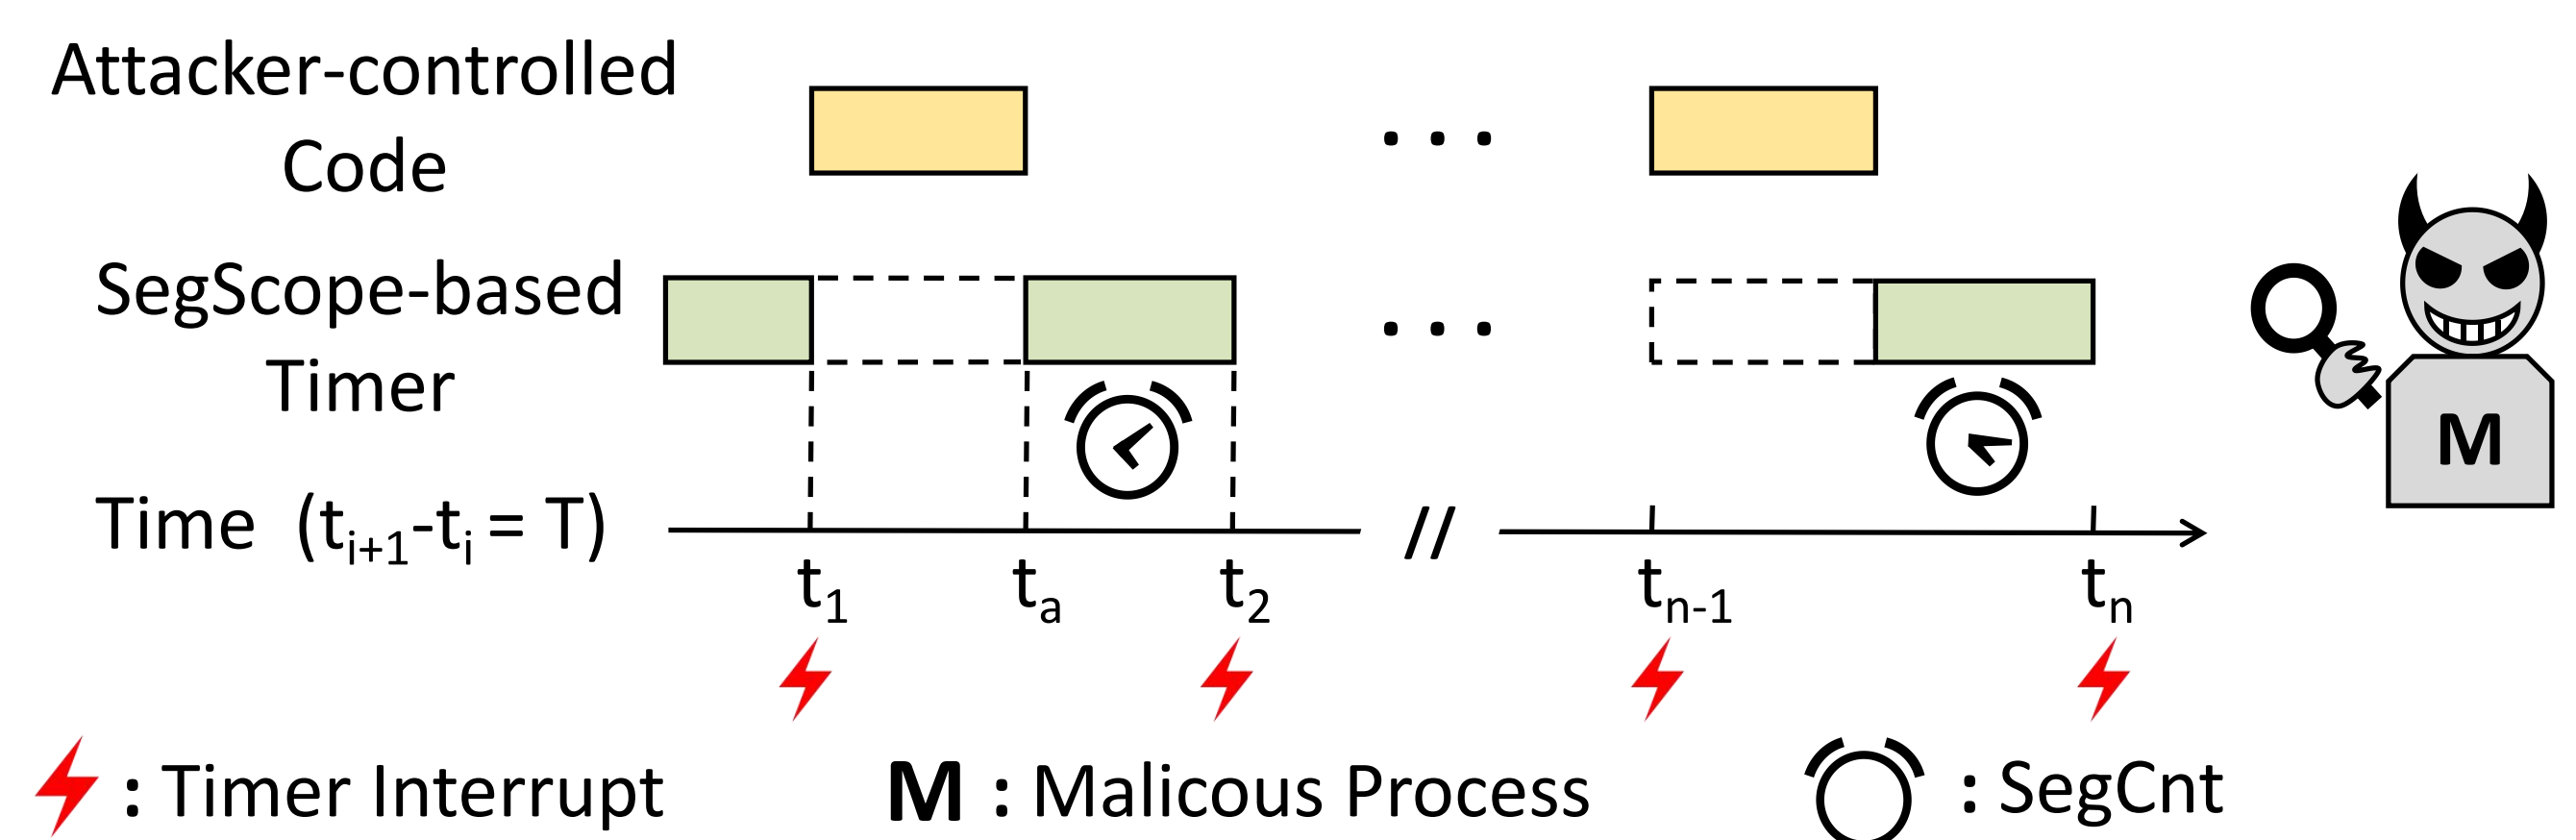 Attacker-controlled
Code
. . .
SegScope-based
Timer
. . .
M
Time (tᵢ₊₁-tᵢ = T)
//
t₁ tₐ t₂ tₙ₋₁ tₙ
: Timer Interrupt
M : Malicous Process
: SegCnt